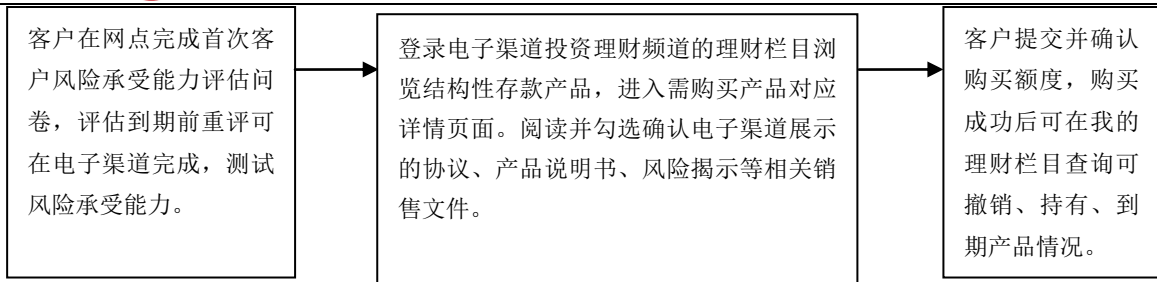 客户在网点完成首次客
户风险承受能力评估问
卷，评估到期前重评可
在电子渠道完成，测试
风险承受能力。
登录电子渠道投资理财频道的理财栏目浏
览结构性存款产品，进入需购买产品对应
详情页面。阅读并勾选确认电子渠道展示
的协议、产品说明书、风险揭示等相关销
售文件。
客户提交并确认
购买额度，购买
成功后可在我的
理财栏目查询可
撤销、持有、到
期产品情况。